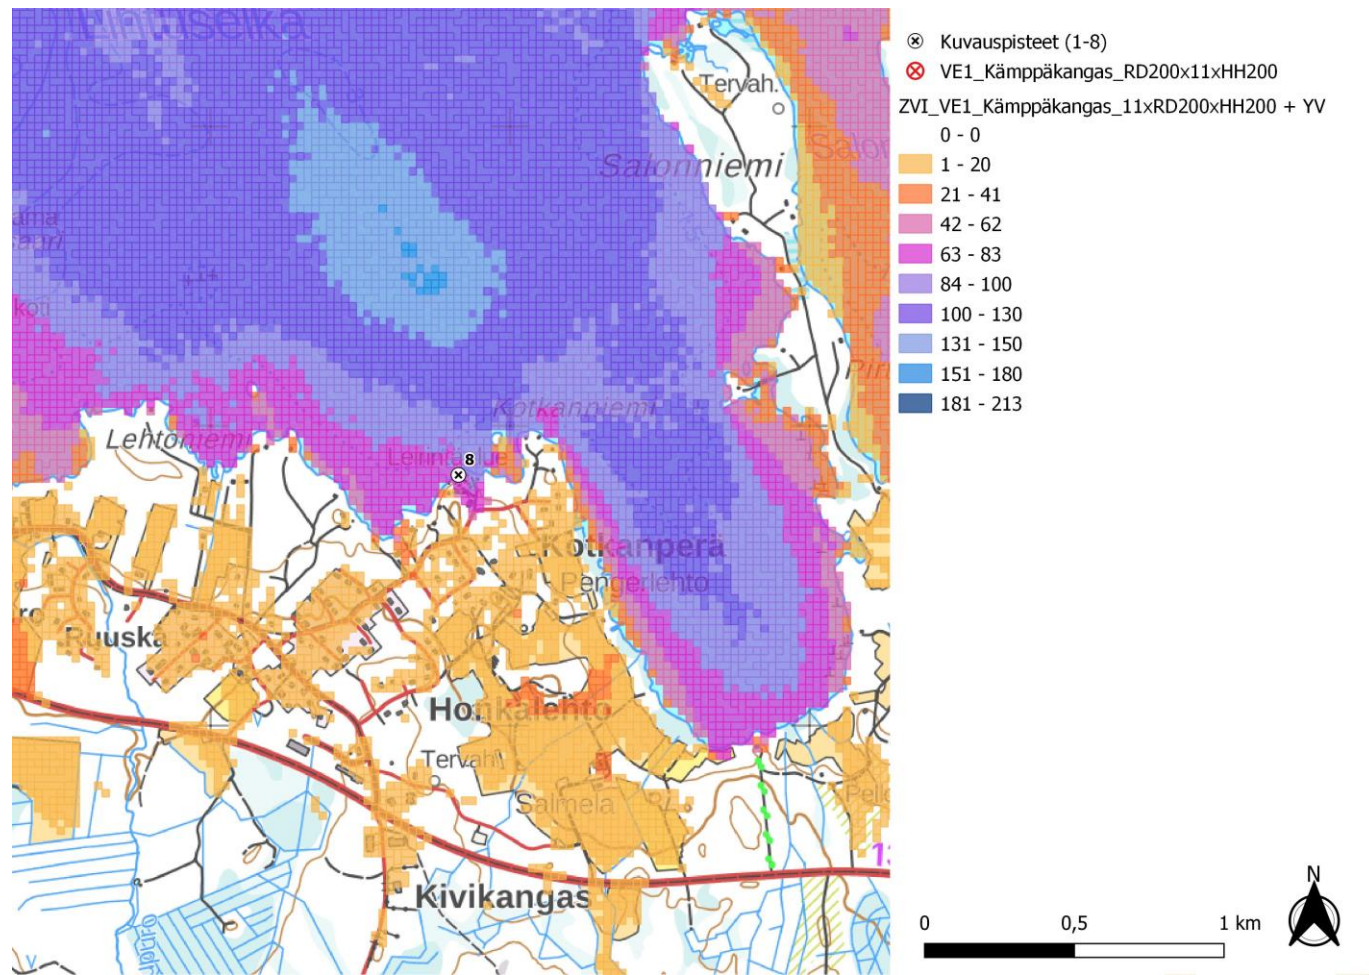 Tervah.
Salonniemi
Lehtoniemi
Kotkanniemi
8
Kotkanperä
Pengerlehto
Ruuska
Honkalehto
Tervah.
Salmela
Kivikangas
Kuvauspisteet (1-8)
VE1_Kämppäkangas_RD200x11xHH200
ZVI_VE1_Kämppäkangas_11xRD200xHH200 + YV
0 - 0
1 - 20
21 - 41
42 - 62
63 - 83
84 - 100
100 - 130
131 - 150
151 - 180
181 - 213
N
0
0,5
1 km